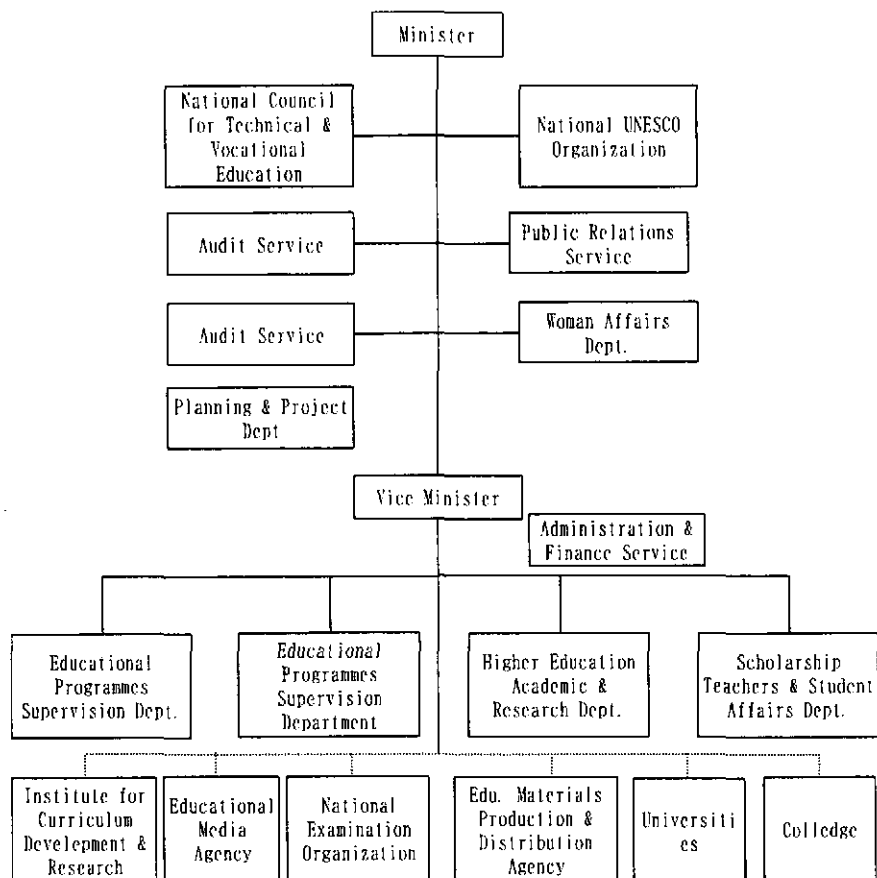 Minister
National Council
for Technical &
Vocational
Education
National UNESCO
Organization
Audit Service
Public Relations
Service
Audit Service
Woman Affairs
Dept.
Planning & Project
Dept
Vice Minister
Administration &
Finance Service
Educational
Programmes
Supervision Dept.
Educational
Programmes
Supervision
Department
Higher Education
Academic &
Research Dept.
Scholarship
Teachers & Student
Affairs Dept.
Institute for
Curriculum
Development &
Research
Educational
Media
Agency
National
Examination
Organization
Edu. Materials
Production &
Distribution
Agency
Universiti
es
Colledge